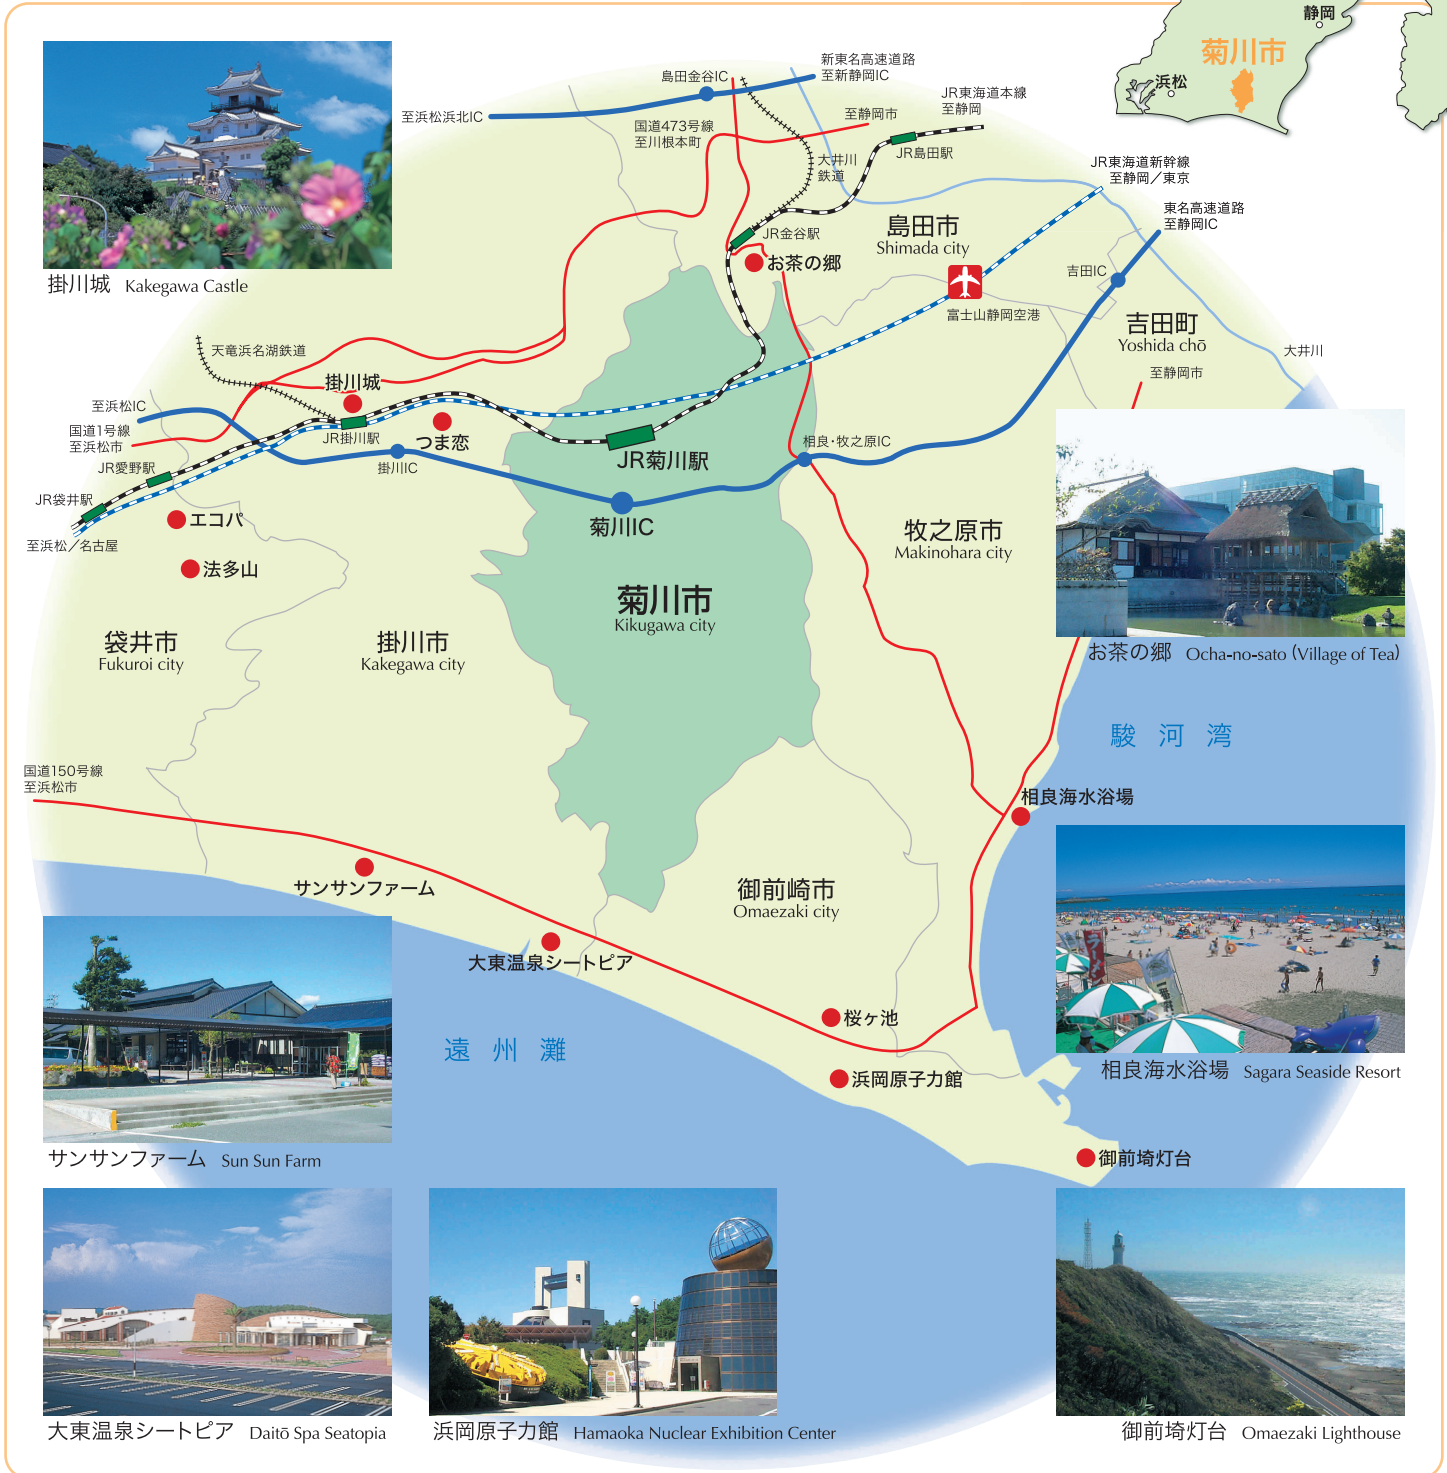 静岡
菊川市
浜松
新東名高速道路
至新静岡IC
島田金谷IC
至浜松浜北IC
国道473号線
至川根本町
至静岡市
JR東海道本線
至静岡
大井川
鉄道
JR島田駅
JR東海道新幹線
至静岡／東京
東名高速道路
至静岡IC
島田市
Shimada city
JR金谷駅
お茶の郷
吉田IC
富士山静岡空港
吉田町
Yoshida chō
大井川
至静岡市
掛川城 Kakegawa Castle
天竜浜名湖鉄道
掛川城
至浜松IC
国道1号線
至浜松市
JR掛川駅
つま恋
掛川IC
JR愛野駅
JR袋井駅
至浜松／名古屋
エコパ
法多山
JR菊川駅
菊川IC
相良・牧之原IC
牧之原市
Makinohara city
菊川市
Kikugawa city
袋井市
Fukuroi city
掛川市
Kakegawa city
お茶の郷 Ocha-no-sato (Village of Tea)
駿河湾
国道150号線
至浜松市
相良海水浴場
サンサンファーム
御前崎市
Omaezaki city
大東温泉シートピア
桜ヶ池
遠州灘
浜岡原子力館
相良海水浴場 Sagara Seaside Resort
御前埼灯台
サンサンファーム Sun Sun Farm
大東温泉シートピア Daitō Spa Seatopia
浜岡原子力館 Hamaoka Nuclear Exhibition Center
御前埼灯台 Omaezaki Lighthouse